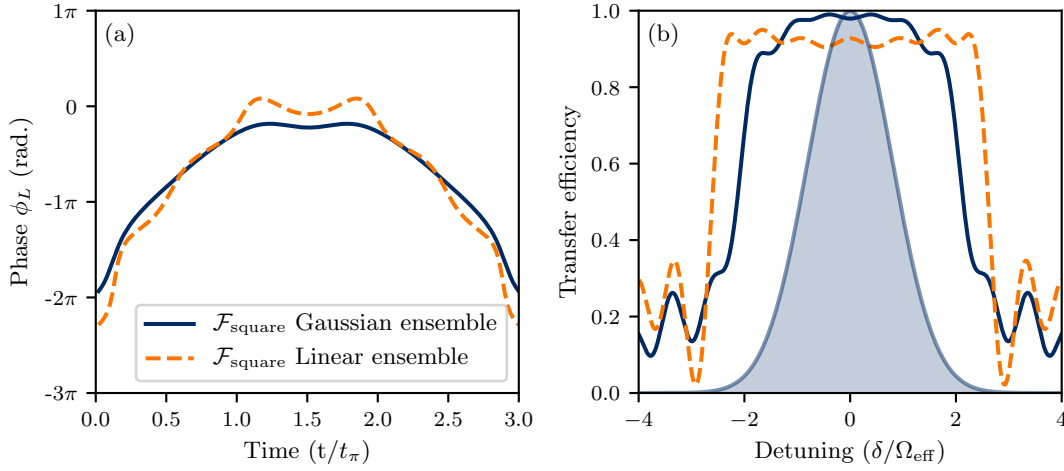 (a)
1π
0
-1π
-2π
-3π
Phase ϕ_L (rad.)
0.0 0.5 1.0 1.5 2.0 2.5 3.0
Time (t/t_π)
F_square Gaussian ensemble
F_square Linear ensemble
(b)
1.0
0.8
0.6
0.4
0.2
0.0
Transfer efficiency
−4 −2 0 2 4
Detuning (δ/Ω_eff)